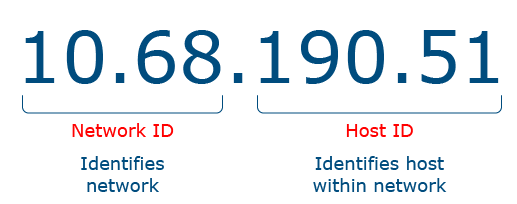 10.68.190.51
Network ID
Host ID
Identifies
network
Identifies host
within network